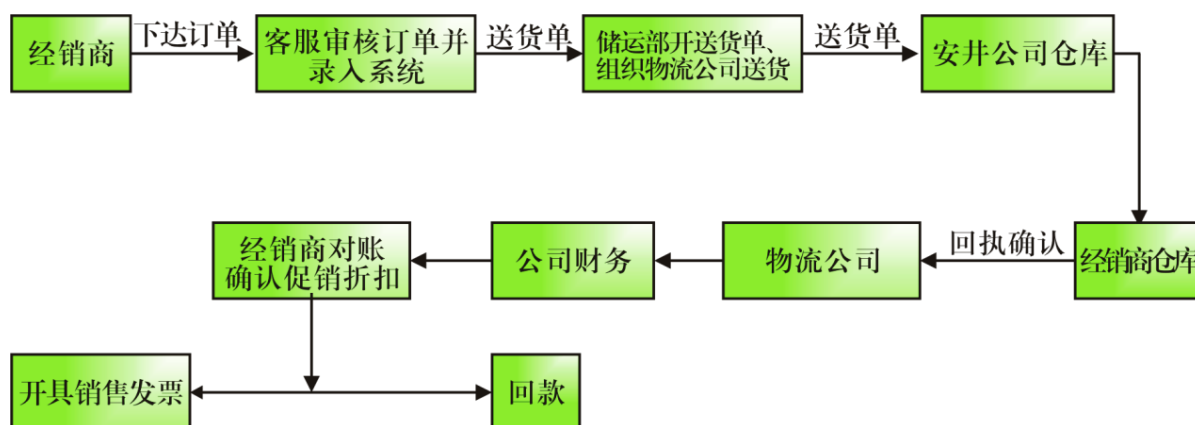 经销商
下达订单
客服审核订单并
录入系统
送货单
储运部开送货单、
组织物流公司送货
送货单
安井公司仓库
经销商仓库
回执确认
物流公司
公司财务
经销商对账
确认促销折扣
开具销售发票
回款